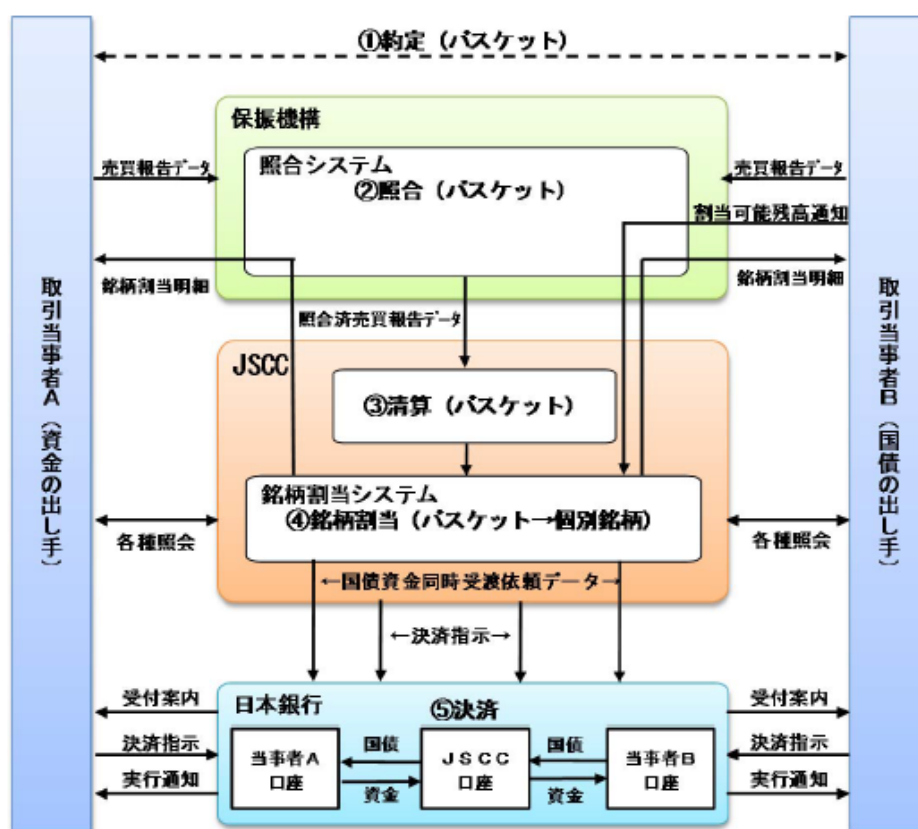 ①約定（バスケット）
保振機構
売買報告データ
照合システム
②照合（バスケット）
売買報告データ
割当可能残高通知
銘柄割当明細
銘柄割当明細
照合済売買報告データ
取引当事者A（資金の出し手）
取引当事者B（国債の出し手）
JSCC
③清算（バスケット）
銘柄割当システム
④銘柄割当（バスケット→個別銘柄）
各種照会
各種照会
←国債資金同時受渡依頼データ→
←決済指示→
日本銀行
⑤決済
受付案内
受付案内
決済指示
決済指示
実行通知
実行通知
当事者A
口座
国債
資金
JSCC
口座
国債
資金
当事者B
口座